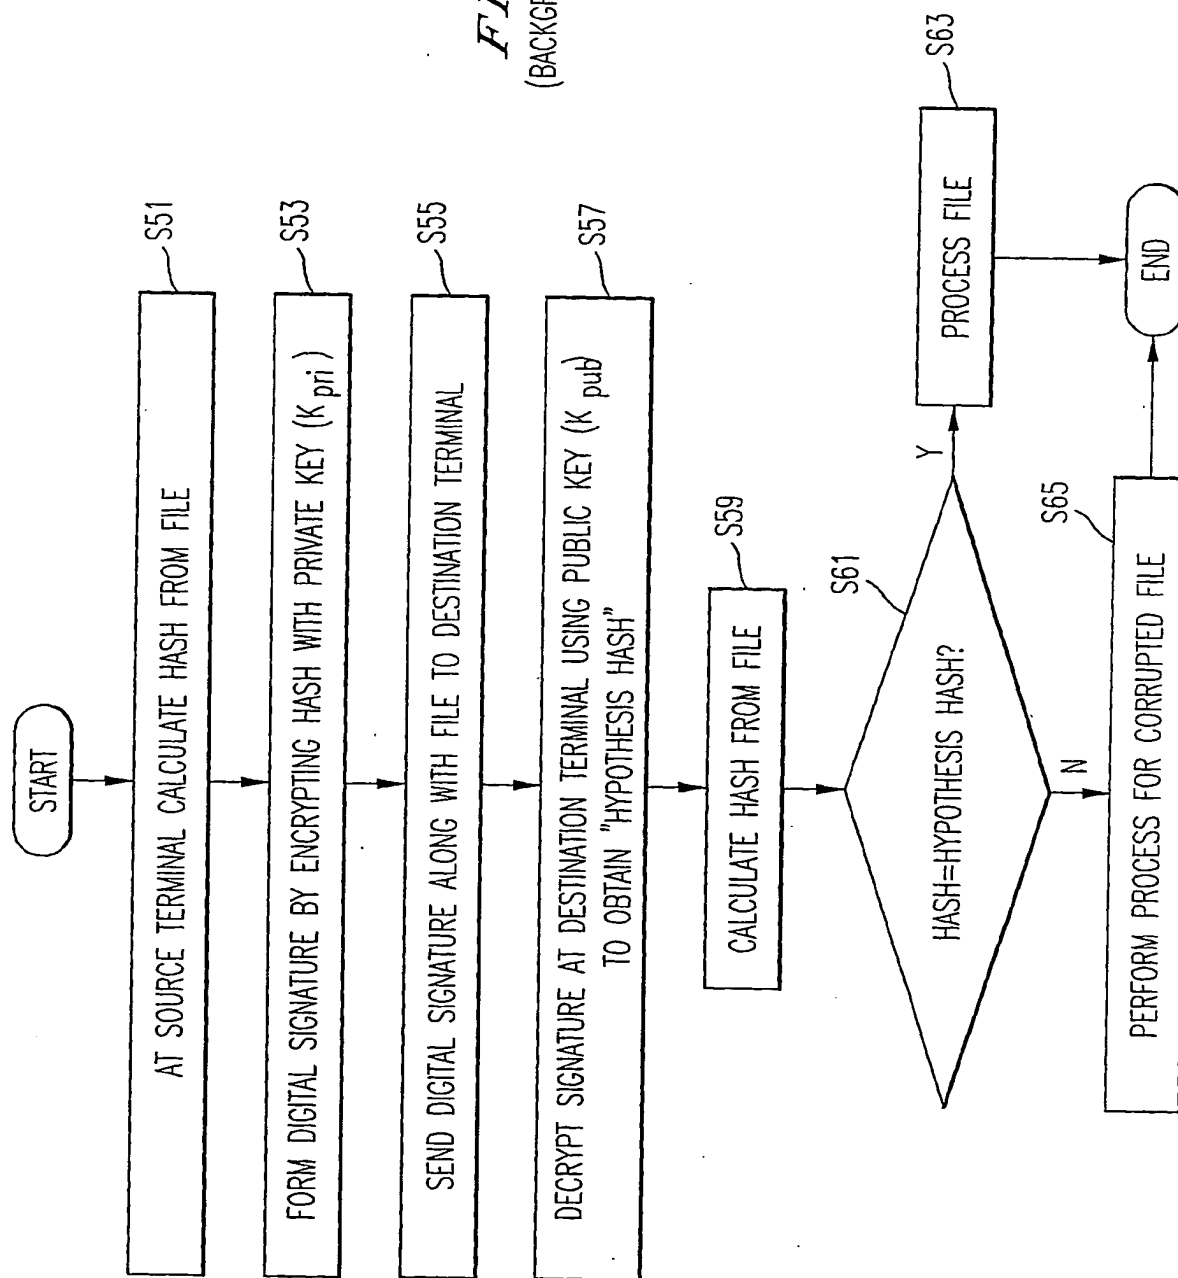 START
AT SOURCE TERMINAL CALCULATE HASH FROM FILE
S51
FORM DIGITAL SIGNATURE BY ENCRYPTING HASH WITH PRIVATE KEY (K pri)
S53
SEND DIGITAL SIGNATURE ALONG WITH FILE TO DESTINATION TERMINAL
S55
DECRYPT SIGNATURE AT DESTINATION TERMINAL USING PUBLIC KEY (K pub)
TO OBTAIN "HYPOTHESIS HASH"
S57
CALCULATE HASH FROM FILE
S59
HASH=HYPOTHESIS HASH?
S61
Y
PROCESS FILE
S63
N
PERFORM PROCESS FOR CORRUPTED FILE
S65
END